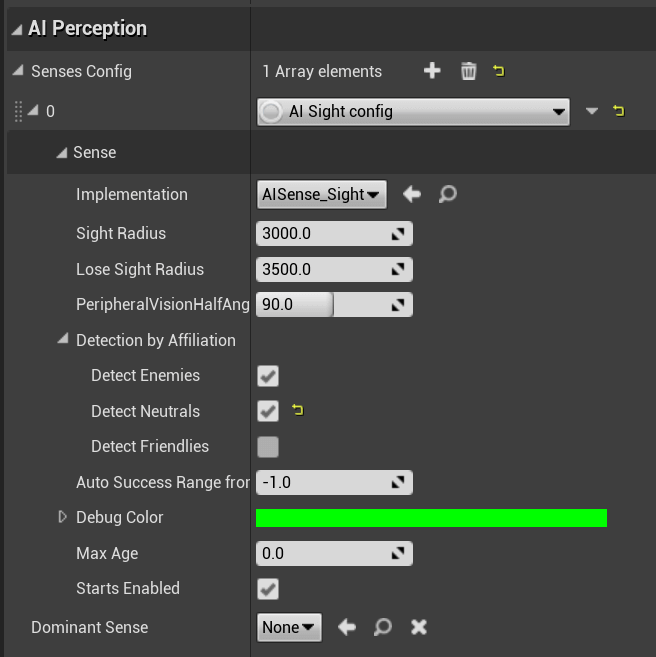 AI Perception
Senses Config 1 Array elements
0 AI Sight config
Sense
Implementation AISense_Sight
Sight Radius 3000.0
Lose Sight Radius 3500.0
PeripheralVisionHalfAng 90.0
Detection by Affiliation
Detect Enemies
Detect Neutrals
Detect Friendlies
Auto Success Range fror -1.0
Debug Color
Max Age 0.0
Starts Enabled
Dominant Sense None